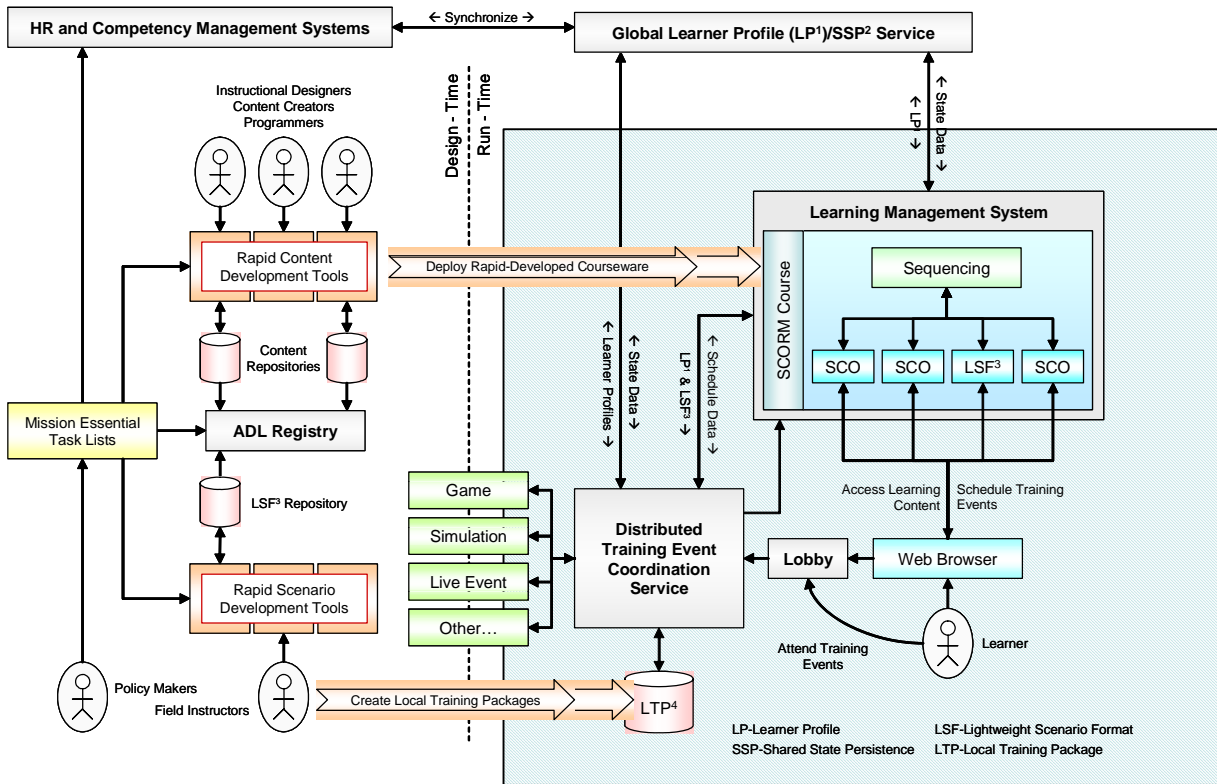 HR and Competency Management Systems
← Synchronize →
Global Learner Profile (LP¹)/SSP² Service
Instructional Designers
Content Creators
Programmers
Design - Time
Run - Time
← State Data →
← LP¹ →
Learning Management System
SCORM Course
Sequencing
SCO
SCO
LSF³
SCO
Rapid Content
Development Tools
Deploy Rapid-Developed Courseware
Content
Repositories
← State Data →
← Learner Profiles →
← Schedule Data →
LP¹ & LSF³ →
Mission Essential
Task Lists
ADL Registry
LSF³ Repository
Rapid Scenario
Development Tools
Game
Simulation
Live Event
Other…
Distributed
Training Event
Coordination
Service
Access Learning
Content
Schedule Training
Events
Lobby
Web Browser
Attend Training
Events
Learner
Policy Makers
Field Instructors
Create Local Training Packages
LTP⁴
LP-Learner Profile
SSP-Shared State Persistence
LSF-Lightweight Scenario Format
LTP-Local Training Package